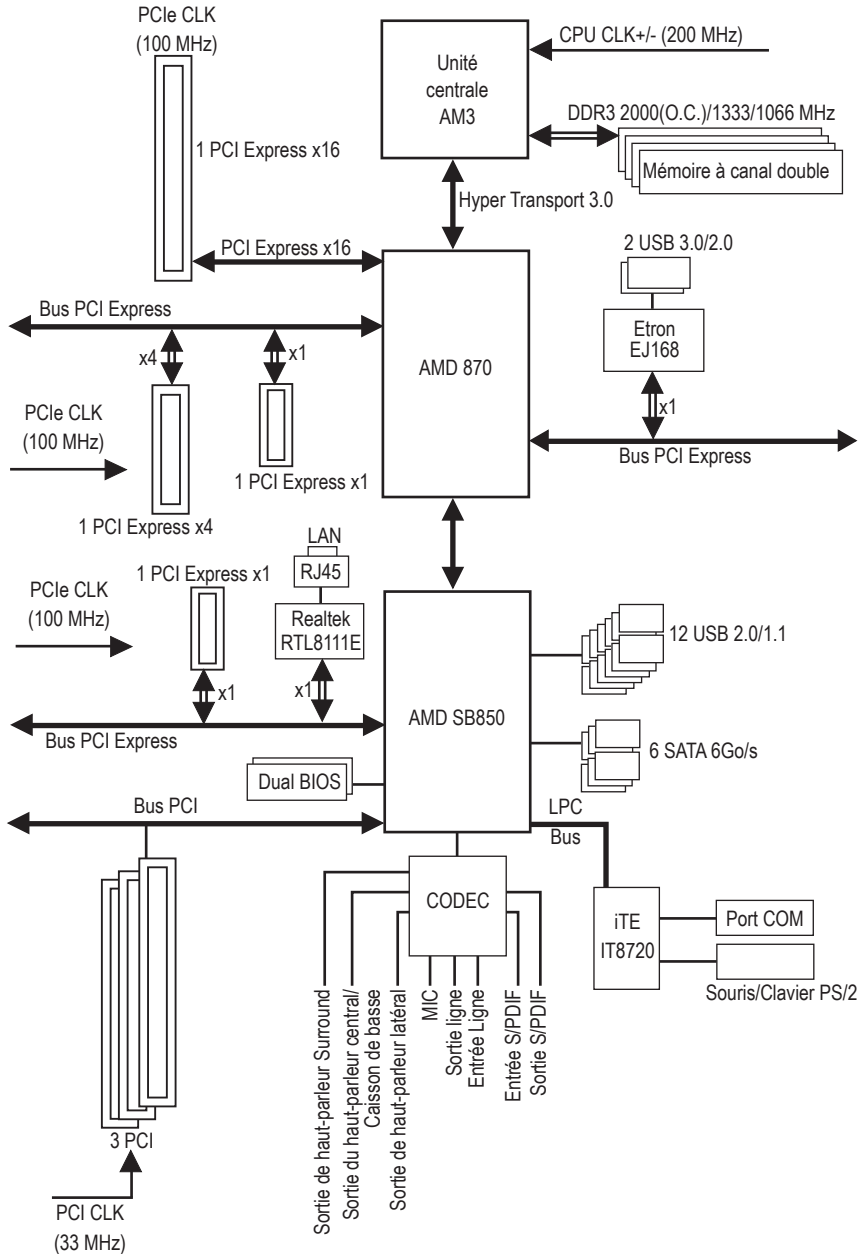 PCIe CLK
(100 MHz)
1 PCI Express x16
PCI Express x16
Unité
centrale
AM3
CPU CLK+/- (200 MHz)
DDR3 2000(O.C.)/1333/1066 MHz
Mémoire à canal double
Hyper Transport 3.0
2 USB 3.0/2.0
Etron
EJ168
x1
Bus PCI Express
Bus PCI Express
x4
x1
AMD 870
PCIe CLK
(100 MHz)
1 PCI Express x1
1 PCI Express x4
LAN
RJ45
1 PCI Express x1
PCIe CLK
(100 MHz)
Realtek
RTL8111E
x1
x1
Bus PCI Express
AMD SB850
12 USB 2.0/1.1
6 SATA 6Go/s
Dual BIOS
Bus PCI
LPC
Bus
CODEC
iTE
IT8720
Port COM
Souris/Clavier PS/2
Sortie de haut-parleur Surround
Sortie du haut-parleur central/
Caisson de basse
Sortie de haut-parleur latéral
MIC
Sortie ligne
Entrée Ligne
Entrée S/PDIF
Sortie S/PDIF
3 PCI
PCI CLK
(33 MHz)